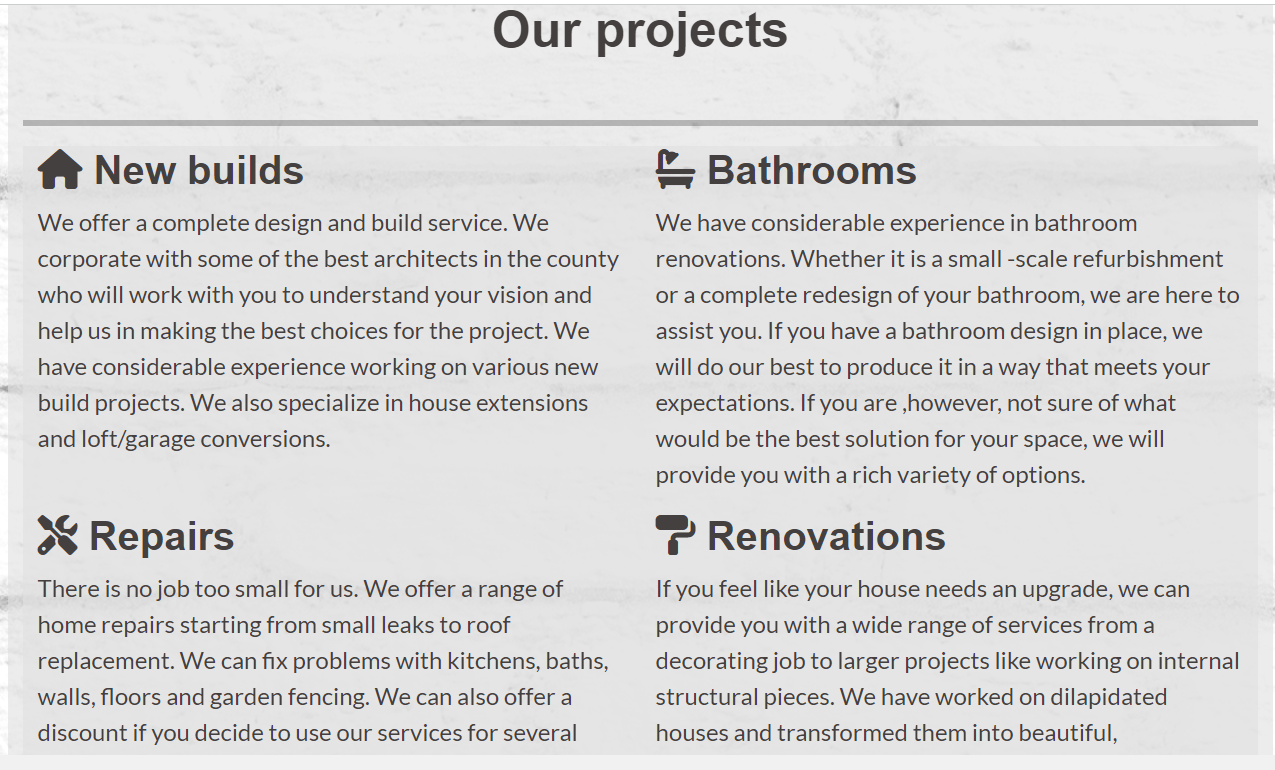 Our projects
New builds
We offer a complete design and build service. We
corporate with some of the best architects in the county
who will work with you to understand your vision and
help us in making the best choices for the project. We
have considerable experience working on various new
build projects. We also specialize in house extensions
and loft/garage conversions.
Bathrooms
We have considerable experience in bathroom
renovations. Whether it is a small -scale refurbishment
or a complete redesign of your bathroom, we are here to
assist you. If you have a bathroom design in place, we
will do our best to produce it in a way that meets your
expectations. If you are ,however, not sure of what
would be the best solution for your space, we will
provide you with a rich variety of options.
Repairs
There is no job too small for us. We offer a range of
home repairs starting from small leaks to roof
replacement. We can fix problems with kitchens, baths,
walls, floors and garden fencing. We can also offer a
discount if you decide to use our services for several
Renovations
If you feel like your house needs an upgrade, we can
provide you with a wide range of services from a
decorating job to larger projects like working on internal
structural pieces. We have worked on dilapidated
houses and transformed them into beautiful,